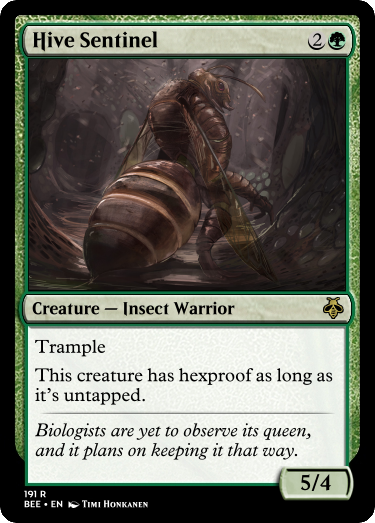 Hive Sentinel 2
Creature — Insect Warrior
Trample
This creature has hexproof as long as
it's untapped.
Biologists are yet to observe its queen,
and it plans on keeping it that way.
5/4
191 R
BEE • EN Timi Honkanen